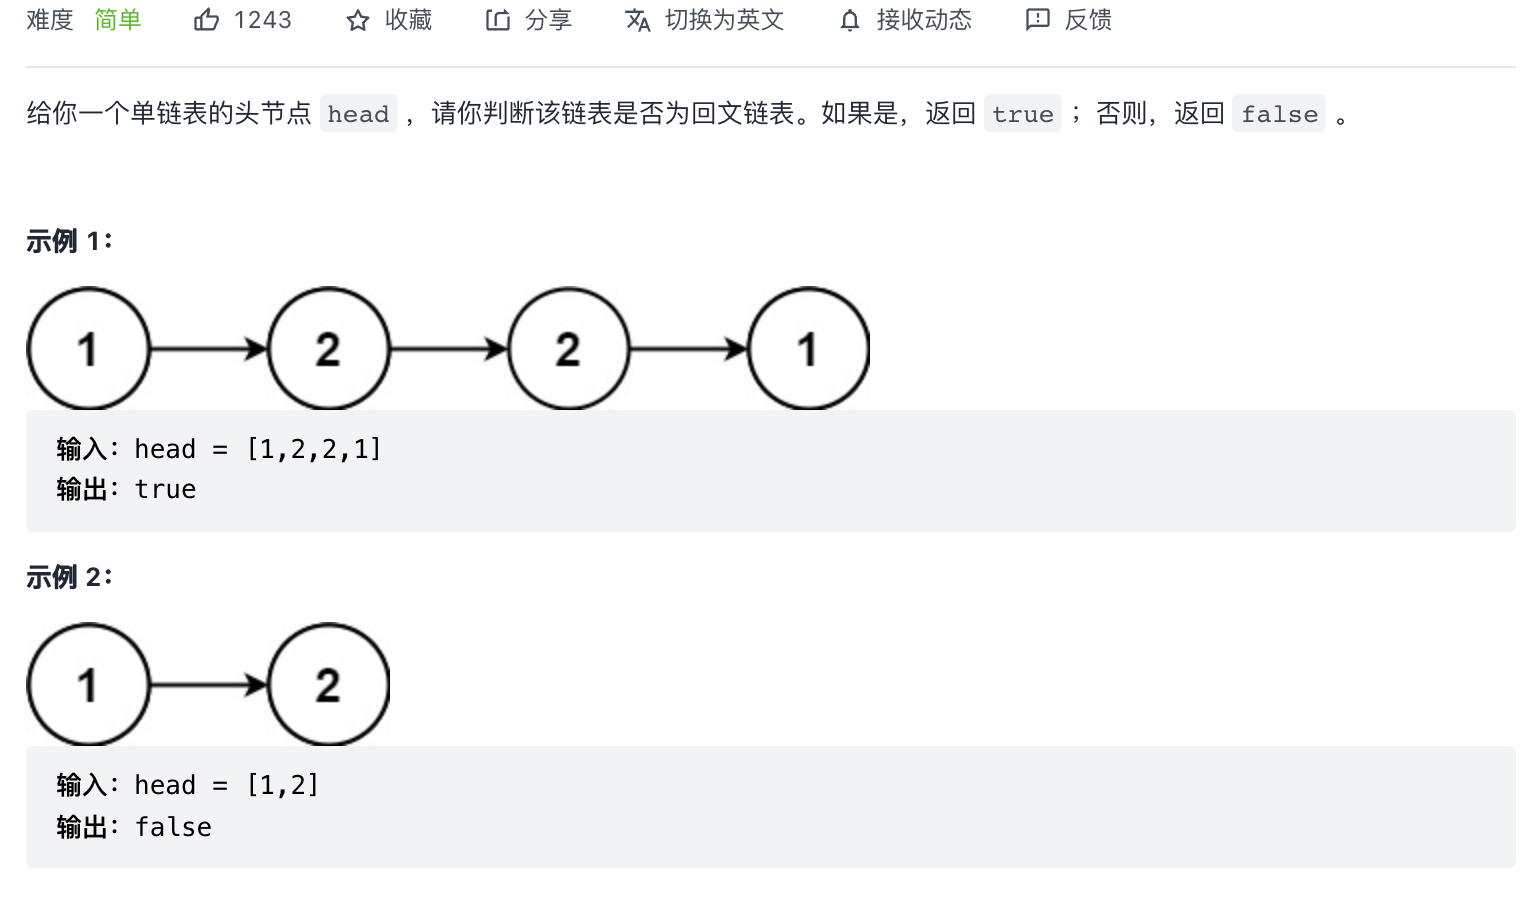 难度 简单 1243 收藏 分享 切换为英文 接收动态 反馈
给你一个单链表的头节点 head ，请你判断该链表是否为回文链表。如果是，返回 true ；否则，返回 false 。
示例 1：
1 2 2 1
输入：head = [1,2,2,1]
输出：true
示例 2：
1 2
输入：head = [1,2]
输出：false